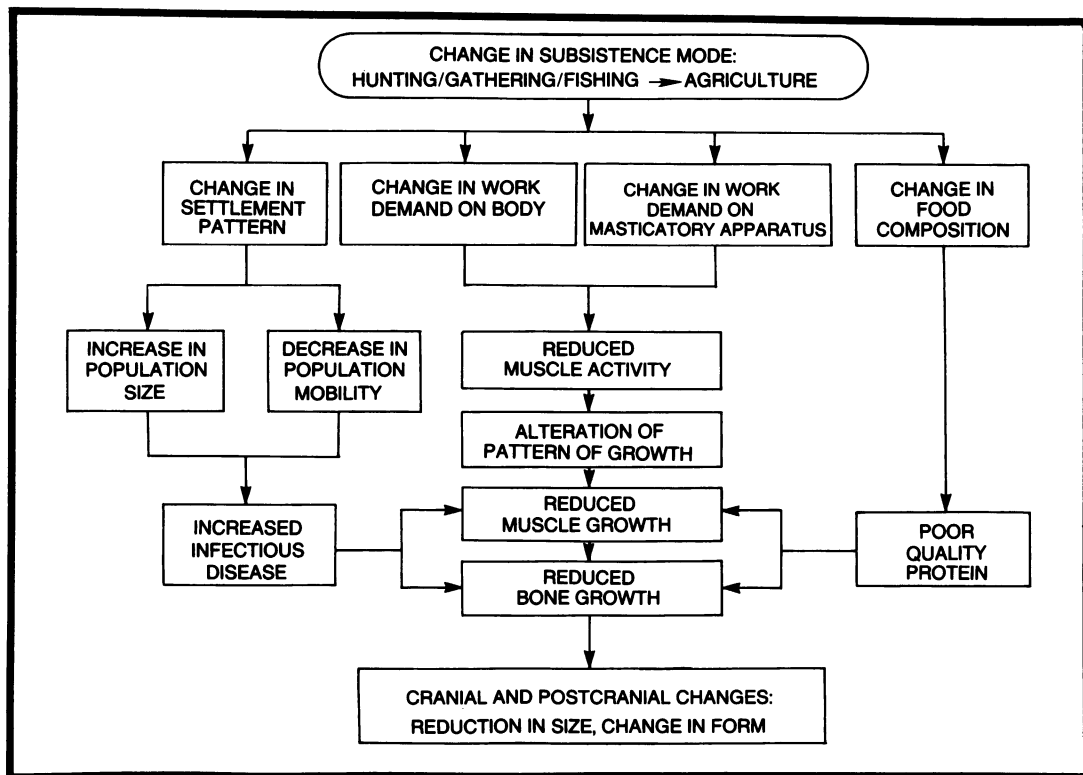 CHANGE IN SUBSISTENCE MODE:
HUNTING/GATHERING/FISHING → AGRICULTURE
CHANGE IN
SETTLEMENT
PATTERN
CHANGE IN WORK
DEMAND ON BODY
CHANGE IN WORK
DEMAND ON
MASTICATORY APPARATUS
CHANGE IN
FOOD
COMPOSITION
INCREASE IN
POPULATION
SIZE
DECREASE IN
POPULATION
MOBILITY
REDUCED
MUSCLE ACTIVITY
ALTERATION OF
PATTERN OF GROWTH
INCREASED
INFECTIOUS
DISEASE
REDUCED
MUSCLE GROWTH
REDUCED
BONE GROWTH
POOR
QUALITY
PROTEIN
CRANIAL AND POSTCRANIAL CHANGES:
REDUCTION IN SIZE, CHANGE IN FORM